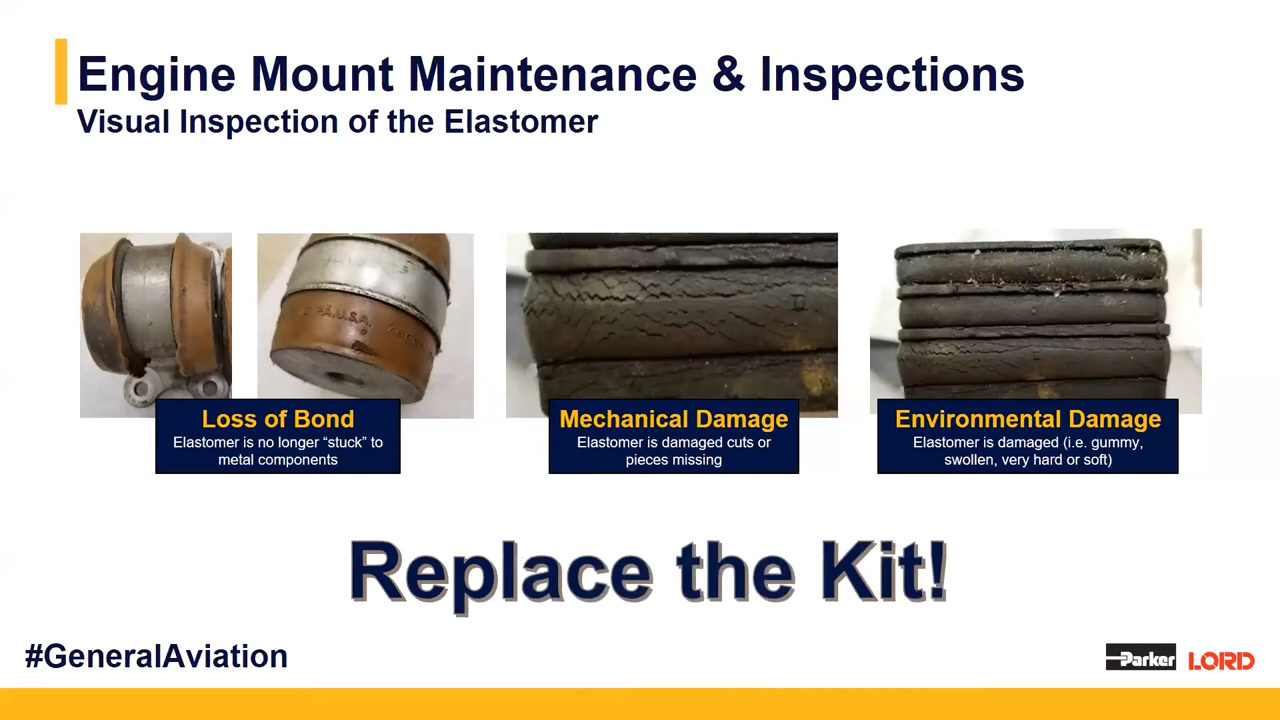 Engine Mount Maintenance & Inspections
Visual Inspection of the Elastomer
PA.U.S.A.
Loss of Bond
Elastomer is no longer “stuck” to
metal components
Mechanical Damage
Elastomer is damaged cuts or
pieces missing
Environmental Damage
Elastomer is damaged (i.e. gummy,
swollen, very hard or soft)
Replace the Kit!
#GeneralAviation
Parker LORD